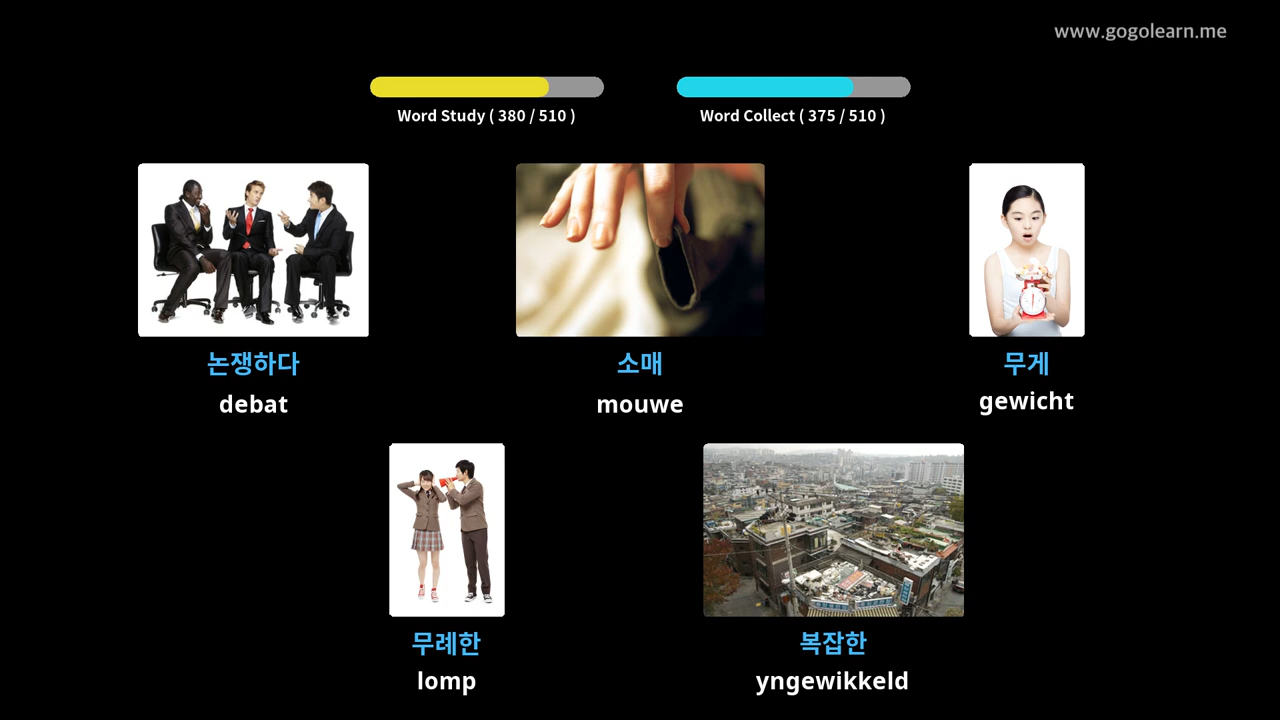 www.gogolearn.me
Word Study ( 380 / 510 )
Word Collect ( 375 / 510 )
논쟁하다
debat
소매
mouwe
무게
gewicht
무례한
lomp
복잡한
yngewikkeld